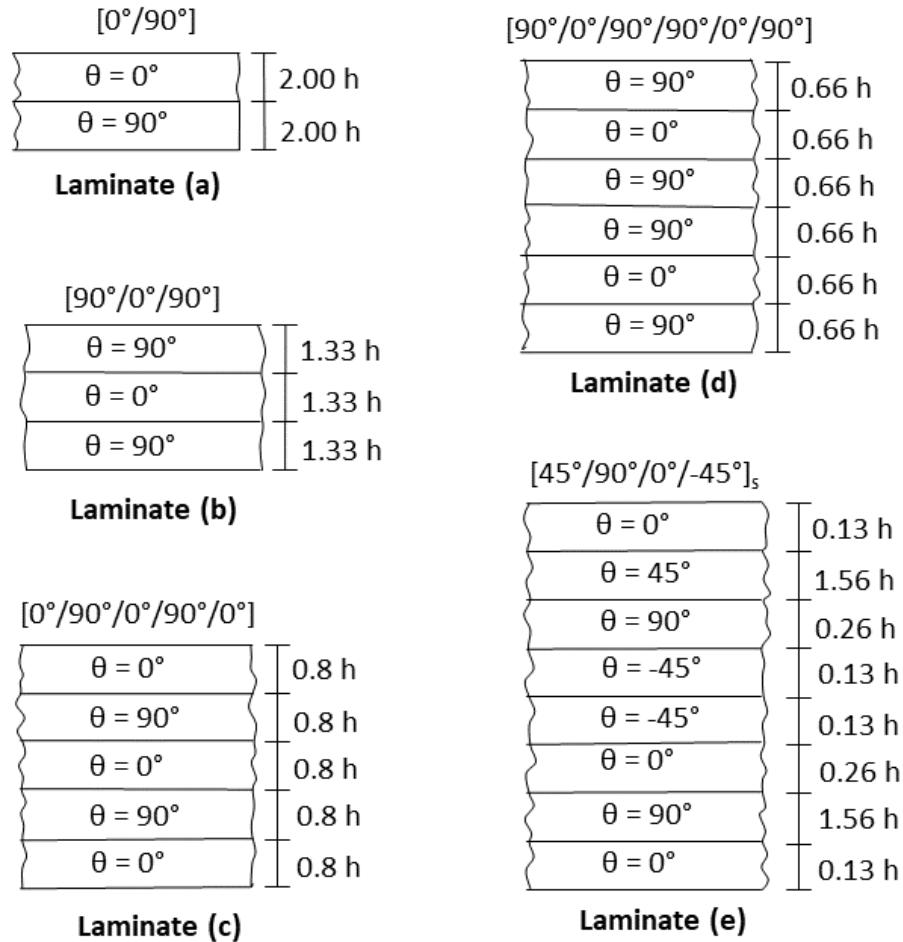 [0°/90°]
θ = 0°
2.00 h
θ = 90°
2.00 h
Laminate (a)
[90°/0°/90°]
θ = 90°
1.33 h
θ = 0°
1.33 h
θ = 90°
1.33 h
Laminate (b)
[0°/90°/0°/90°/0°]
θ = 0°
0.8 h
θ = 90°
0.8 h
θ = 0°
0.8 h
θ = 90°
0.8 h
θ = 0°
0.8 h
Laminate (c)
[90°/0°/90°/90°/0°/90°]
θ = 90°
0.66 h
θ = 0°
0.66 h
θ = 90°
0.66 h
θ = 90°
0.66 h
θ = 0°
0.66 h
θ = 90°
0.66 h
Laminate (d)
[45°/90°/0°/-45°]s
θ = 0°
0.13 h
θ = 45°
1.56 h
θ = 90°
0.26 h
θ = -45°
0.13 h
θ = -45°
0.13 h
θ = 0°
0.26 h
θ = 90°
1.56 h
θ = 0°
0.13 h
Laminate (e)